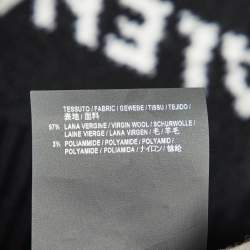 LEN
TESSUTO / FABRIC / GEWEBE / TISSU / TEJIDO /
表地 / 面料
97% LANA VERGINE / VIRGIN WOOL / SCHURWOLLE /
LAINE VIERGE / LANA VIRGEN / 毛 / 羊毛
3% POLIAMMIDE / POLYAMIDE / POLYAMID /
POLYAMIDE / POLIAMIDA / ナイロン / 锦纶